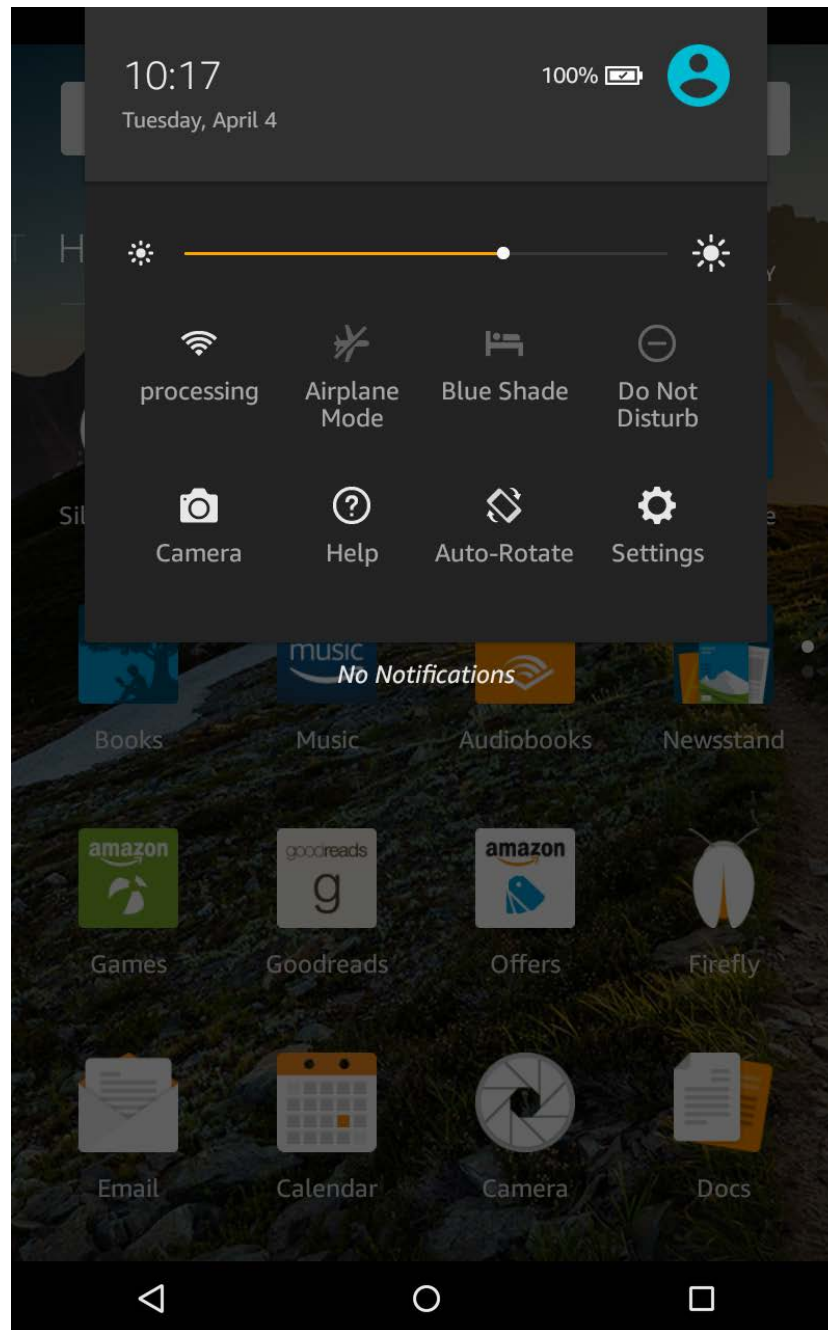 10:17
100%
Tuesday, April 4
T H
Y
processing
Airplane
Mode
Blue Shade
Do Not
Disturb
Sil
e
Camera
Help
Auto-Rotate
Settings
music
No Notifications
Books
Music
Audiobooks
Newsstand
amazon
goodreads
g
amazon
Games
Goodreads
Offers
Firefly
Email
Calendar
Camera
Docs